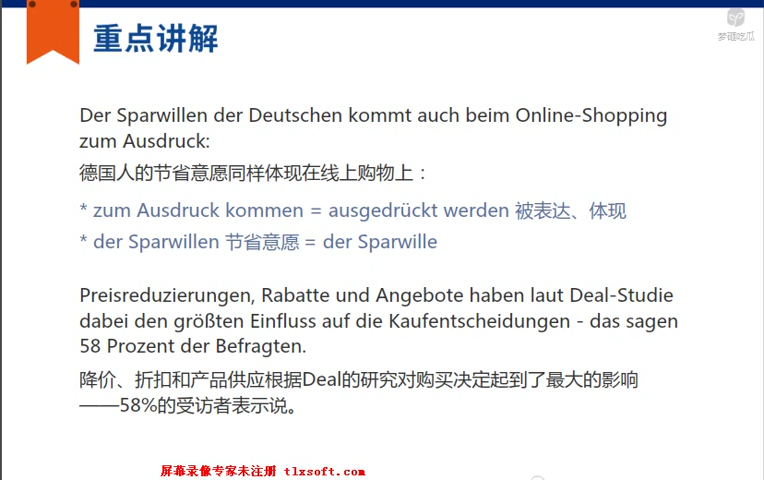 重点讲解
梦砸吃瓜
Der Sparwillen der Deutschen kommt auch beim Online-Shopping
zum Ausdruck:
德国人的节省意愿同样体现在线上购物上：
* zum Ausdruck kommen = ausgedrückt werden 被表达、体现
* der Sparwillen 节省意愿 = der Sparwille
Preisreduzierungen, Rabatte und Angebote haben laut Deal-Studie
dabei den größten Einfluss auf die Kaufentscheidungen - das sagen
58 Prozent der Befragten.
降价、折扣和产品供应根据Deal的研究对购买决定起到了最大的影响
——58%的受访者表示说。
屏幕录像专家未注册 tlxsoft.com